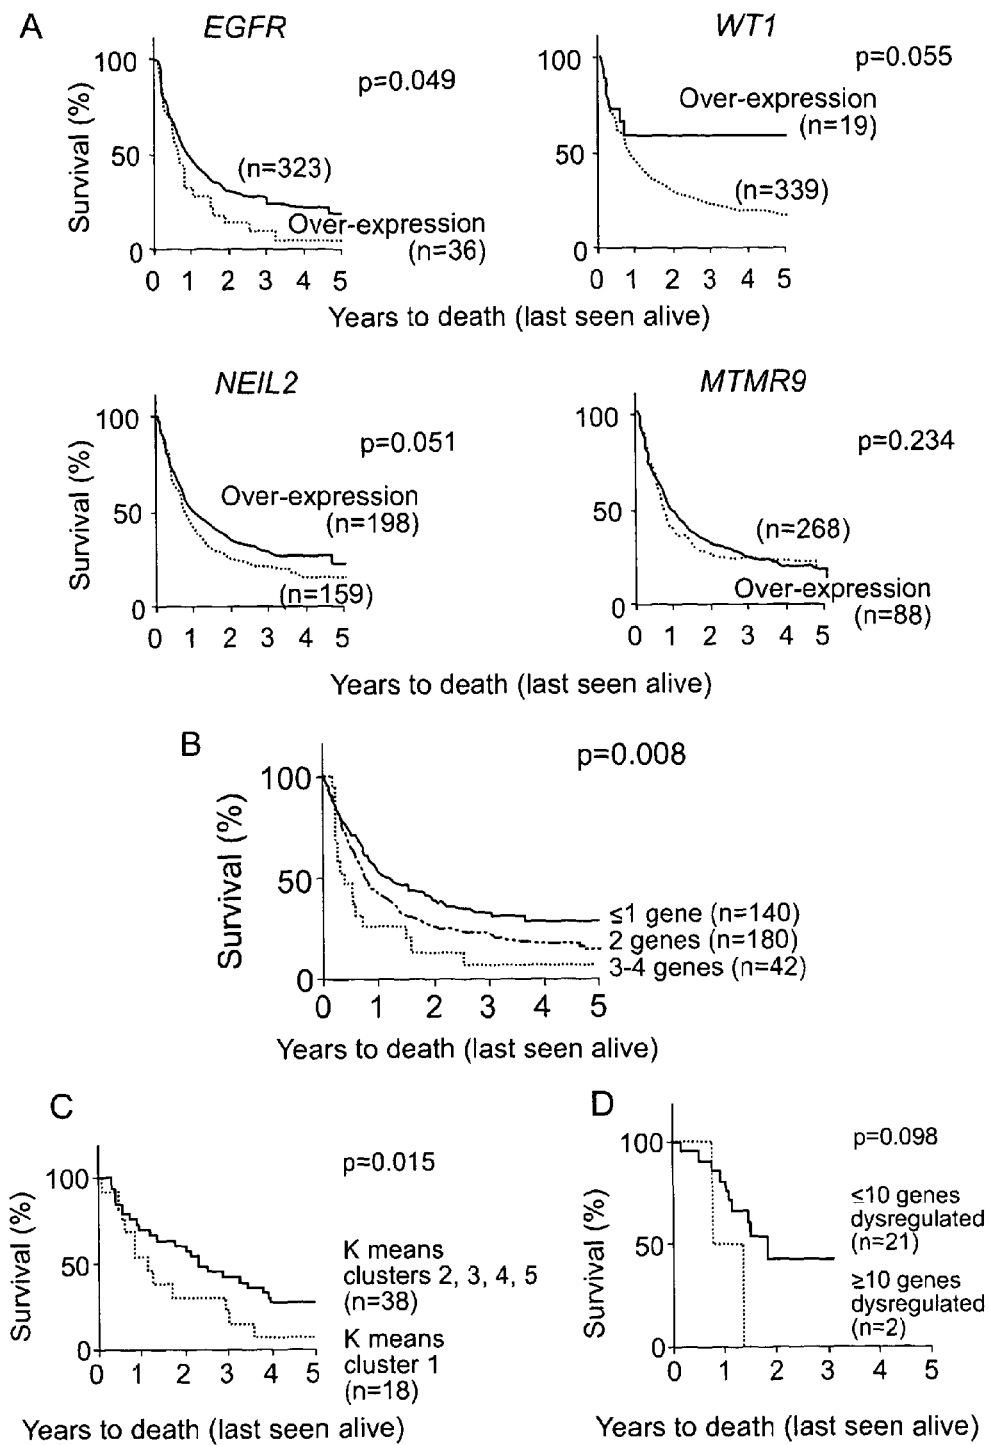 A
EGFR
WT1
100
50
0
Survival (%)
p=0.049
(n=323)
Over-expression
(n=36)
0 1 2 3 4 5
100
50
0
p=0.055
Over-expression
(n=19)
(n=339)
0 1 2 3 4 5
Years to death (last seen alive)
NEIL2
MTMR9
100
50
0
Survival (%)
p=0.051
Over-expression
(n=198)
(n=159)
0 1 2 3 4 5
100
50
0
p=0.234
(n=268)
Over-expression
(n=88)
0 1 2 3 4 5
Years to death (last seen alive)
B
p=0.008
100
50
0
Survival (%)
≤1 gene (n=140)
2 genes (n=180)
3-4 genes (n=42)
0 1 2 3 4 5
Years to death (last seen alive)
C
p=0.015
100
50
0
Survival (%)
K means
clusters 2, 3, 4, 5
(n=38)
K means
cluster 1
(n=18)
0 1 2 3 4 5
Years to death (last seen alive)
D
p=0.098
100
50
0
Survival (%)
≤10 genes
dysregulated
(n=21)
≥10 genes
dysregulated
(n=2)
0 1 2 3 4 5
Years to death (last seen alive)